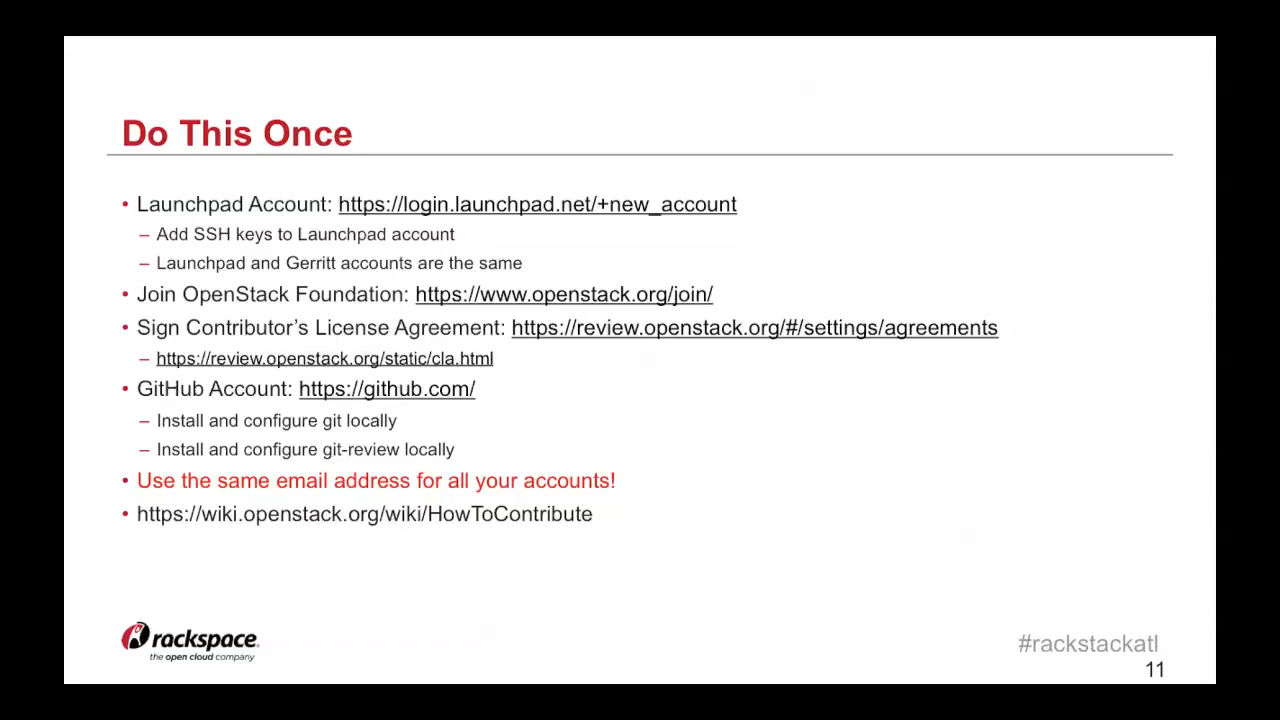 Do This Once
• Launchpad Account: https://login.launchpad.net/+new_account
– Add SSH keys to Launchpad account
– Launchpad and Gerritt accounts are the same
• Join OpenStack Foundation: https://www.openstack.org/join/
• Sign Contributor's License Agreement: https://review.openstack.org/#/settings/agreements
– https://review.openstack.org/static/cla.html
• GitHub Account: https://github.com/
– Install and configure git locally
– Install and configure git-review locally
• Use the same email address for all your accounts!
• https://wiki.openstack.org/wiki/HowToContribute
rackspace.
the open cloud company
#rackstackatl
11